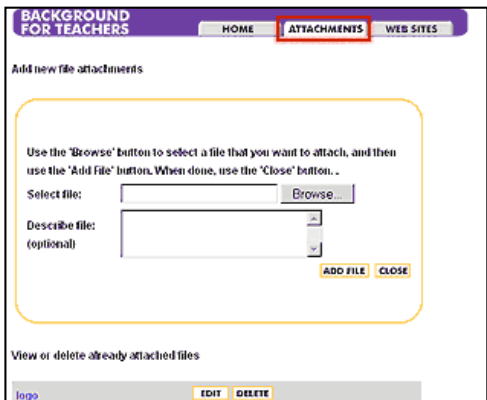 BACKGROUND
FOR TEACHERS
HOME ATTACHMENTS WEB SITES
Add new file attachments
Use the 'Browse' button to select a file that you want to attach, and then
use the 'Add File' button. When done, use the 'Close' button. .
Select file: Browse...
Describe file:
(optional)
ADD FILE CLOSE
View or delete already attached files
logo EDIT DELETE